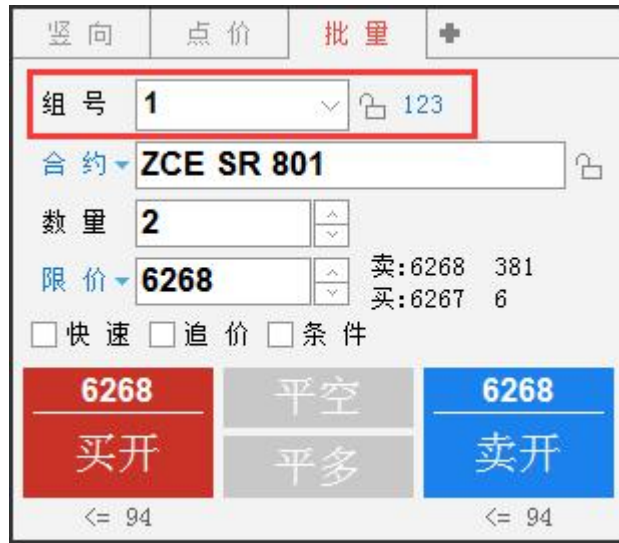 竖向 点价 批量
组号 1 123
合约 ZCE SR 801
数量 2
限价 6268 卖:6268 381
买:6267 6
快速 追价 条件
6268 平空 6268
买开 平多 卖开
<= 94 <= 94